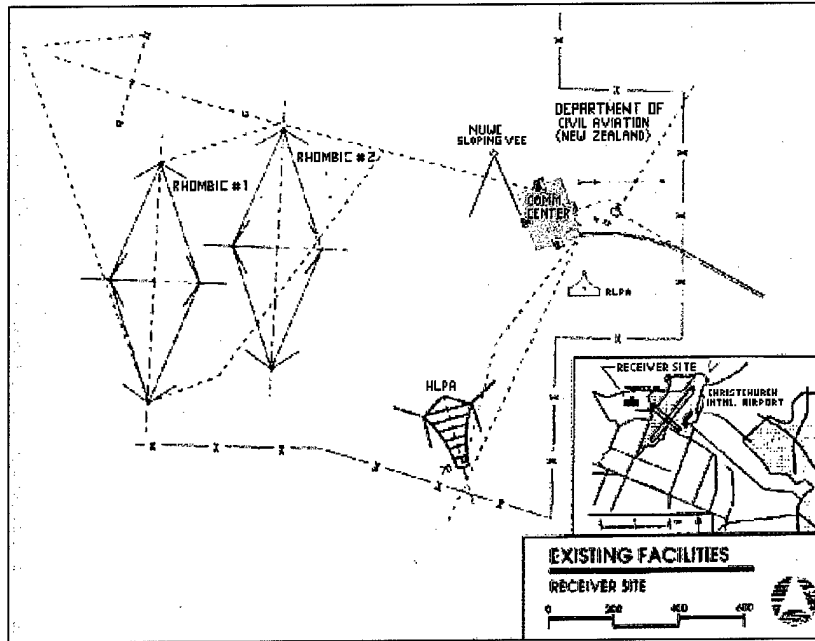 DEPARTMENT OF
CIVIL AVIATION
(NEW ZEALAND)
NUWE
SLOPING VEE
RHOMBIC #2
RHOMBIC #1
COMM.
CENTER
RLPA
HLPA
RECEIVER SITE
CHRISTCHURCH
INTNL. AIRPORT
EXISTING FACILITIES
RECEIVER SITE
0 200 400 600